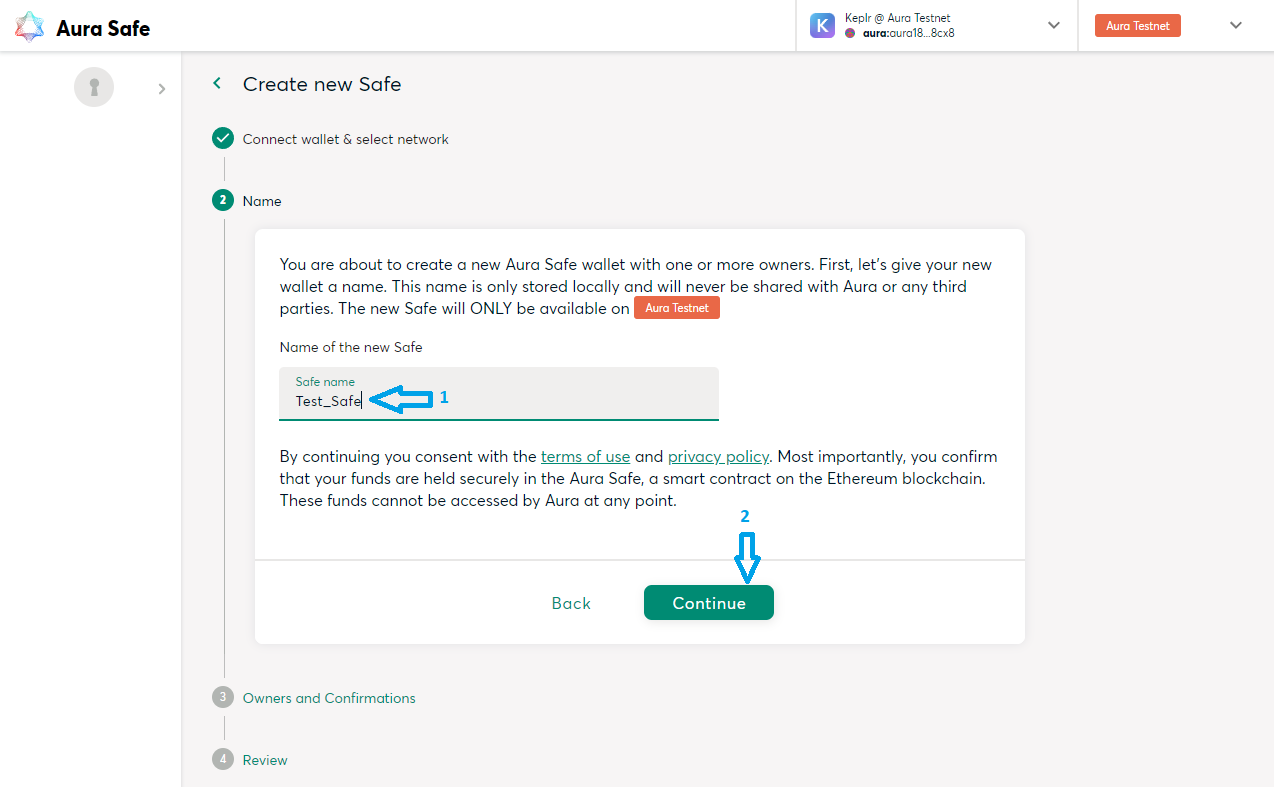 Aura Safe
Keplr @ Aura Testnet
aura:aura18...8cx8
Aura Testnet
Create new Safe
Connect wallet & select network
2 Name
You are about to create a new Aura Safe wallet with one or more owners. First, let's give your new
wallet a name. This name is only stored locally and will never be shared with Aura or any third
parties. The new Safe will ONLY be available on Aura Testnet
Name of the new Safe
Safe name
Test_Safe 1
By continuing you consent with the terms of use and privacy policy. Most importantly, you confirm
that your funds are held securely in the Aura Safe, a smart contract on the Ethereum blockchain.
These funds cannot be accessed by Aura at any point.
2
Back Continue
3 Owners and Confirmations
4 Review